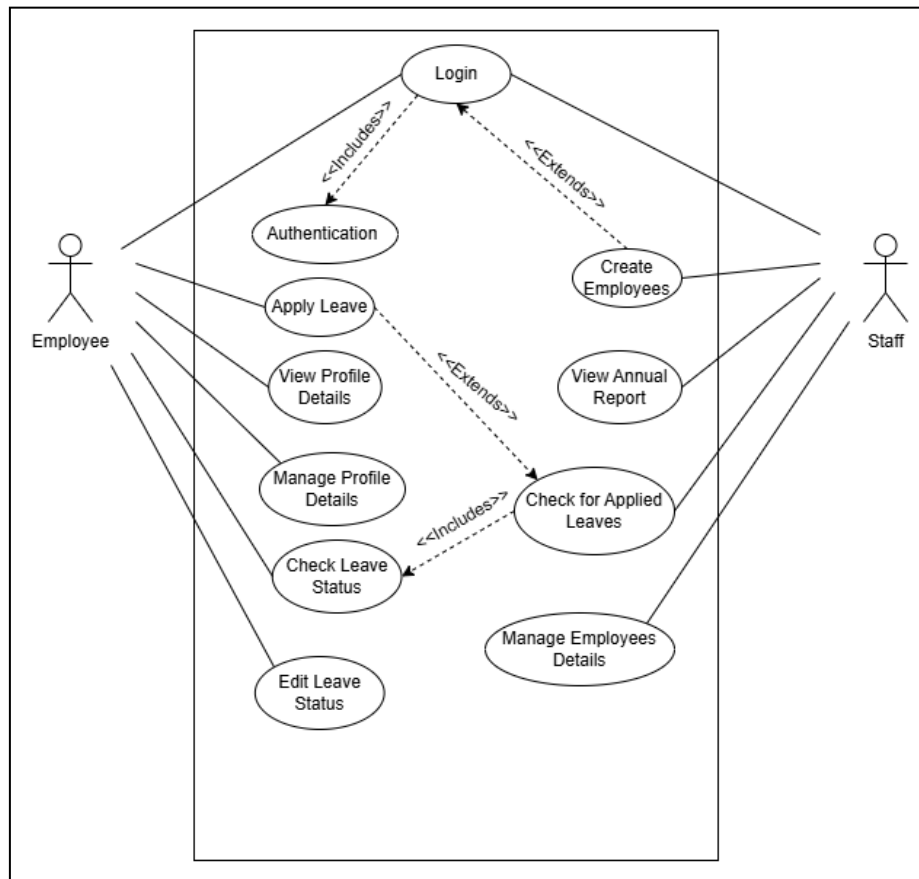 Login
<<Includes>>
<<Extends>>
Authentication
Create
Employees
Apply Leave
Employee
Staff
<<Extends>>
View Profile
Details
View Annual
Report
Manage Profile
Details
Check for Applied
Leaves
<<Includes>>
Check Leave
Status
Manage Employees
Details
Edit Leave
Status